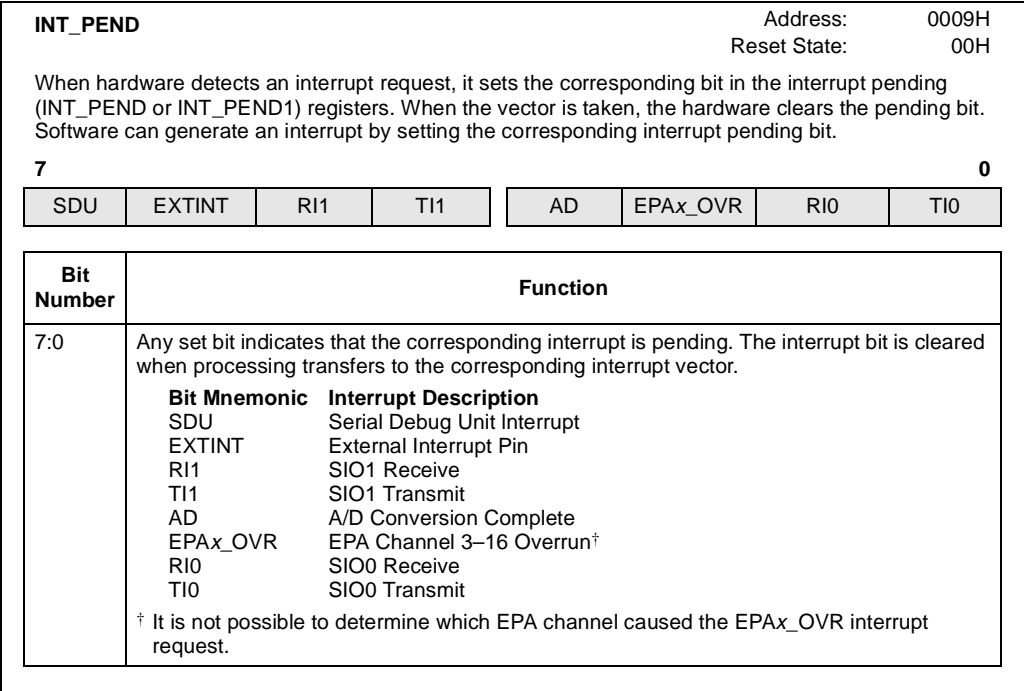 INT_PEND Address: 0009H
Reset State: 00H
When hardware detects an interrupt request, it sets the corresponding bit in the interrupt pending
(INT_PEND or INT_PEND1) registers. When the vector is taken, the hardware clears the pending bit.
Software can generate an interrupt by setting the corresponding interrupt pending bit.
7 0
SDU EXTINT RI1 TI1 AD EPAx_OVR RI0 TI0
Bit
Number
Function
7:0 Any set bit indicates that the corresponding interrupt is pending. The interrupt bit is cleared
when processing transfers to the corresponding interrupt vector.
Bit Mnemonic Interrupt Description
SDU Serial Debug Unit Interrupt
EXTINT External Interrupt Pin
RI1 SIO1 Receive
TI1 SIO1 Transmit
AD A/D Conversion Complete
EPAx_OVR EPA Channel 3–16 Overrun†
RI0 SIO0 Receive
TI0 SIO0 Transmit
† It is not possible to determine which EPA channel caused the EPAx_OVR interrupt
request.